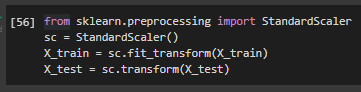 [56] from sklearn.preprocessing import StandardScaler
sc = StandardScaler()
X_train = sc.fit_transform(X_train)
X_test = sc.transform(X_test)